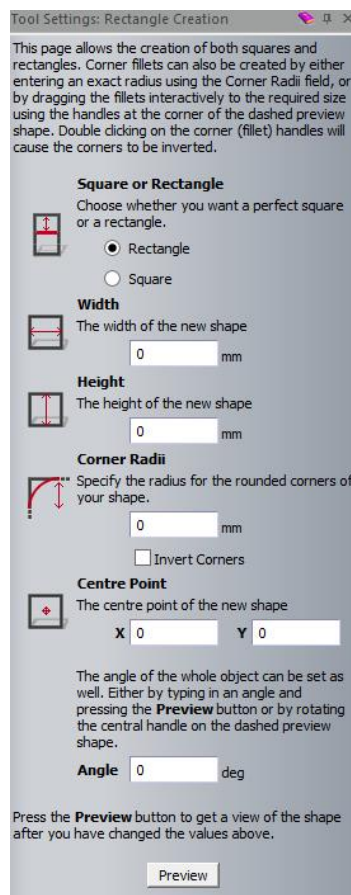 Tool Settings: Rectangle Creation
This page allows the creation of both squares and
rectangles. Corner fillets can also be created by either
entering an exact radius using the Corner Radii field, or
by dragging the fillets interactively to the required size
using the handles at the corner of the dashed preview
shape. Double clicking on the corner (fillet) handles will
cause the corners to be inverted.
Square or Rectangle
Choose whether you want a perfect square
or a rectangle.
Rectangle
Square
Width
The width of the new shape
0 mm
Height
The height of the new shape
0 mm
Corner Radii
Specify the radius for the rounded corners of
your shape.
0 mm
Invert Corners
Centre Point
The centre point of the new shape
X 0 Y 0
The angle of the whole object can be set as
well. Either by typing in an angle and
pressing the Preview button or by rotating
the central handle on the dashed preview
shape.
Angle 0 deg
Press the Preview button to get a view of the shape
after you have changed the values above.
Preview